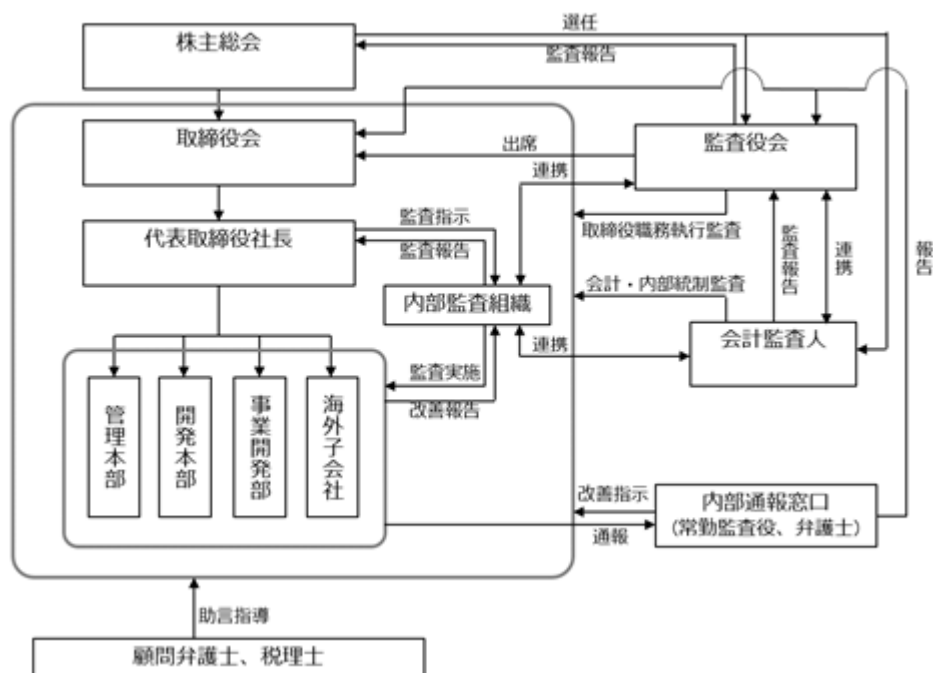 選任
株主総会
監査報告
取締役会
出席
監査役会
連携
代表取締役社長
監査指示
監査報告
取締役職務執行監査
監査報告
連携
報告
会計・内部統制監査
内部監査組織
連携
会計監査人
監査実施
改善報告
管理本部
開発本部
事業開発部
海外子会社
改善指示
通報
内部通報窓口
(常勤監査役、弁護士)
助言指導
顧問弁護士、税理士